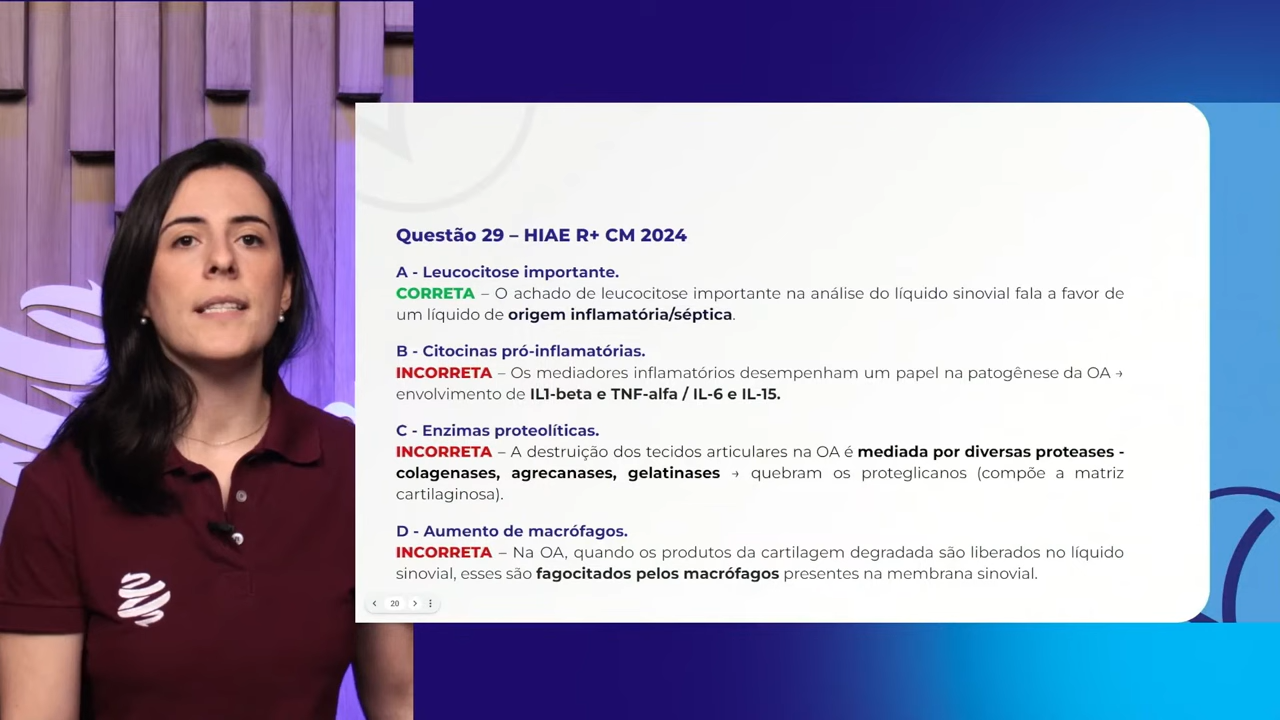 Questão 29 – HIAE R+ CM 2024
A - Leucocitose importante.
CORRETA – O achado de leucocitose importante na análise do líquido sinovial fala a favor de
um líquido de origem inflamatória/séptica.
B - Citocinas pró-inflamatórias.
INCORRETA – Os mediadores inflamatórios desempenham um papel na patogênese da OA →
envolvimento de IL1-beta e TNF-alfa / IL-6 e IL-15.
C - Enzimas proteolíticas.
INCORRETA – A destruição dos tecidos articulares na OA é mediada por diversas proteases -
colagenases, agrecanases, gelatinases → quebram os proteglicanos (compõe a matriz
cartilaginosa).
D - Aumento de macrófagos.
INCORRETA – Na OA, quando os produtos da cartilagem degradada são liberados no líquido
sinovial, esses são fagocitados pelos macrófagos presentes na membrana sinovial.
20